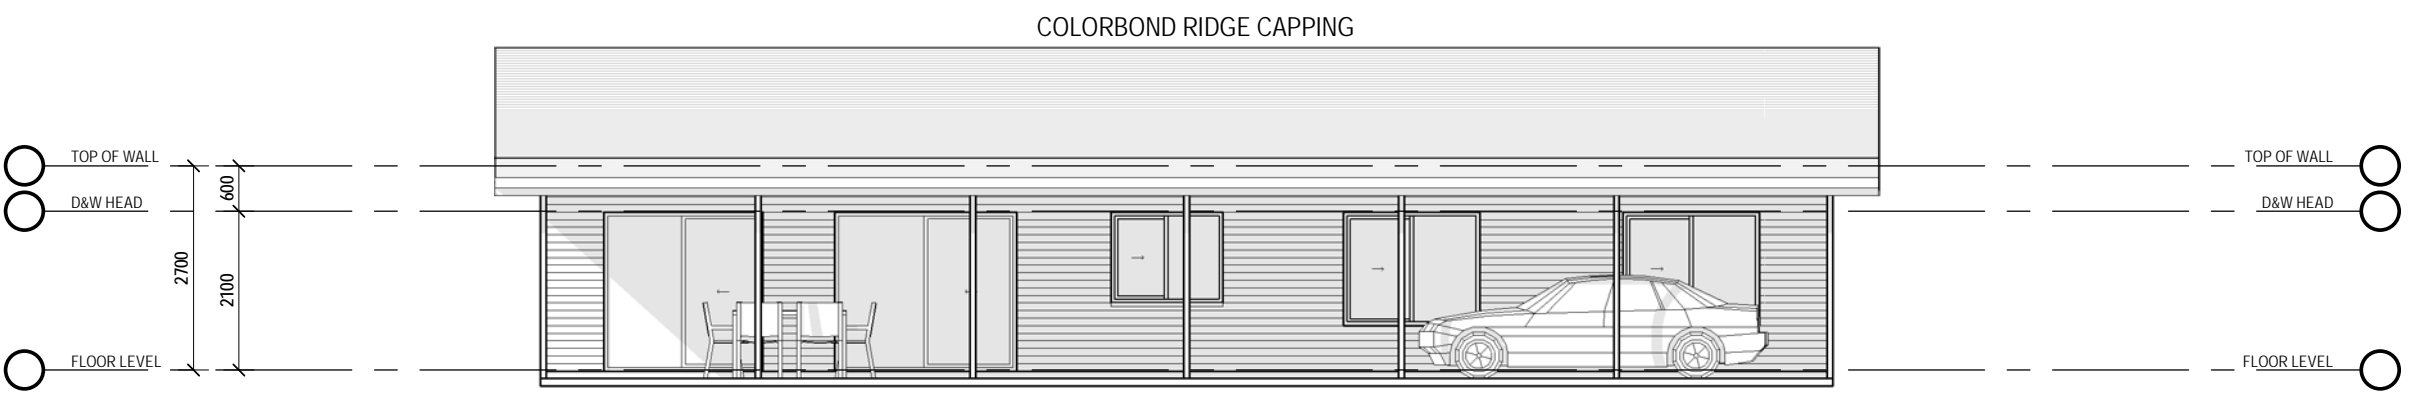 COLORBOND RIDGE CAPPING
TOP OF WALL
TOP OF WALL
600
D&W HEAD
D&W HEAD
2700
2100
FLOOR LEVEL
FLOOR LEVEL